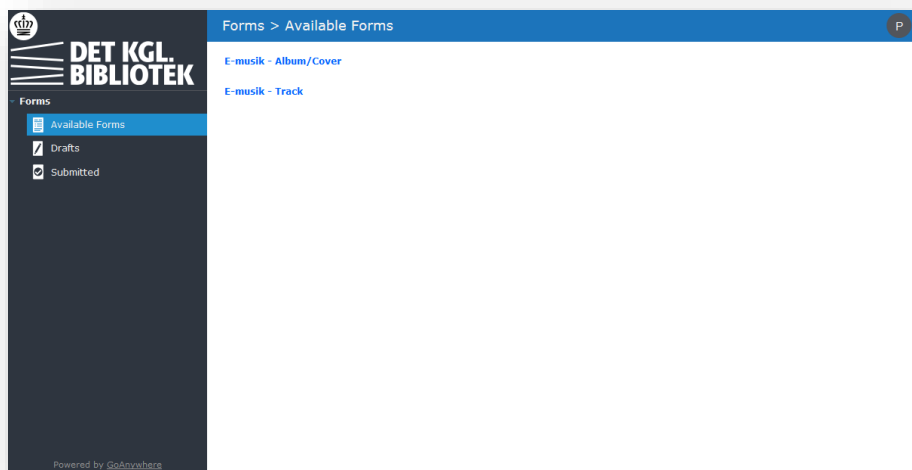 DET KGL.
BIBLIOTEK
Forms
Available Forms
Drafts
Submitted
Powered by GoAnywhere
Forms > Available Forms
P
E-musik - Album/Cover
E-musik - Track